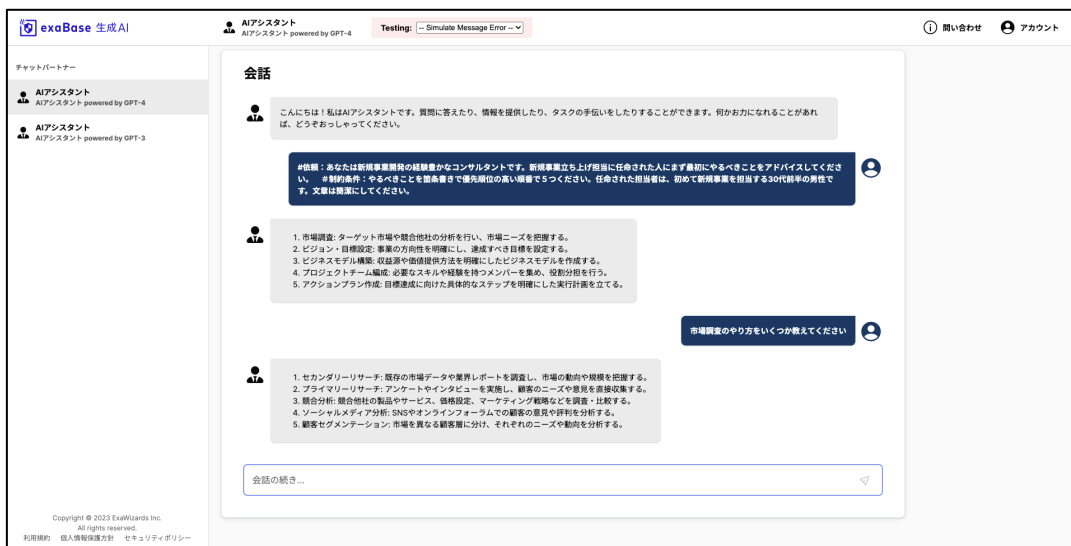 exaBase 生成AI
AIアシスタント
AIアシスタント powered by GPT-4
Testing: -- Simulate Message Error --
問い合わせ
アカウント
チャットパートナー
AIアシスタント
AIアシスタント powered by GPT-4
AIアシスタント
AIアシスタント powered by GPT-3
会話
こんにちは！私はAIアシスタントです。質問に答えたり、情報を提供したり、タスクの手伝いをしたりすることができます。何かお力になれることがあれ
ば、どうぞおっしゃってください。
#依頼：あなたは新規事業開発の経験豊かなコンサルタントです。新規事業立ち上げ担当に任命された人にまず最初にやるべきことをアドバイスしてくださ
い。 #制約条件：やるべきことを箇条書きで優先順位の高い順番で５つください。任命された担当者は、初めて新規事業を担当する30代前半の男性で
す。文章は簡潔にしてください。
1. 市場調査: ターゲット市場や競合他社の分析を行い、市場ニーズを把握する。
2. ビジョン・目標設定: 事業の方向性を明確にし、達成すべき目標を設定する。
3. ビジネスモデル構築: 収益源や価値提供方法を明確にしたビジネスモデルを作成する。
4. プロジェクトチーム編成: 必要なスキルや経験を持つメンバーを集め、役割分担を行う。
5. アクションプラン作成: 目標達成に向けた具体的なステップを明確にした実行計画を立てる。
市場調査のやり方をいくつか教えてください
1. セカンダリーリサーチ: 既存の市場データや業界レポートを調査し、市場の動向や規模を把握する。
2. プライマリーリサーチ: アンケートやインタビューを実施し、顧客のニーズや意見を直接収集する。
3. 競合分析: 競合他社の製品やサービス、価格設定、マーケティング戦略などを調査・比較する。
4. ソーシャルメディア分析: SNSやオンラインフォーラムでの顧客の意見や評判を分析する。
5. 顧客セグメンテーション: 市場を異なる顧客層に分け、それぞれのニーズや動向を分析する。
会話の続き...
Copyright © 2023 ExaWizards Inc.
All rights reserved.
利用規約 個人情報保護方針 セキュリティポリシー